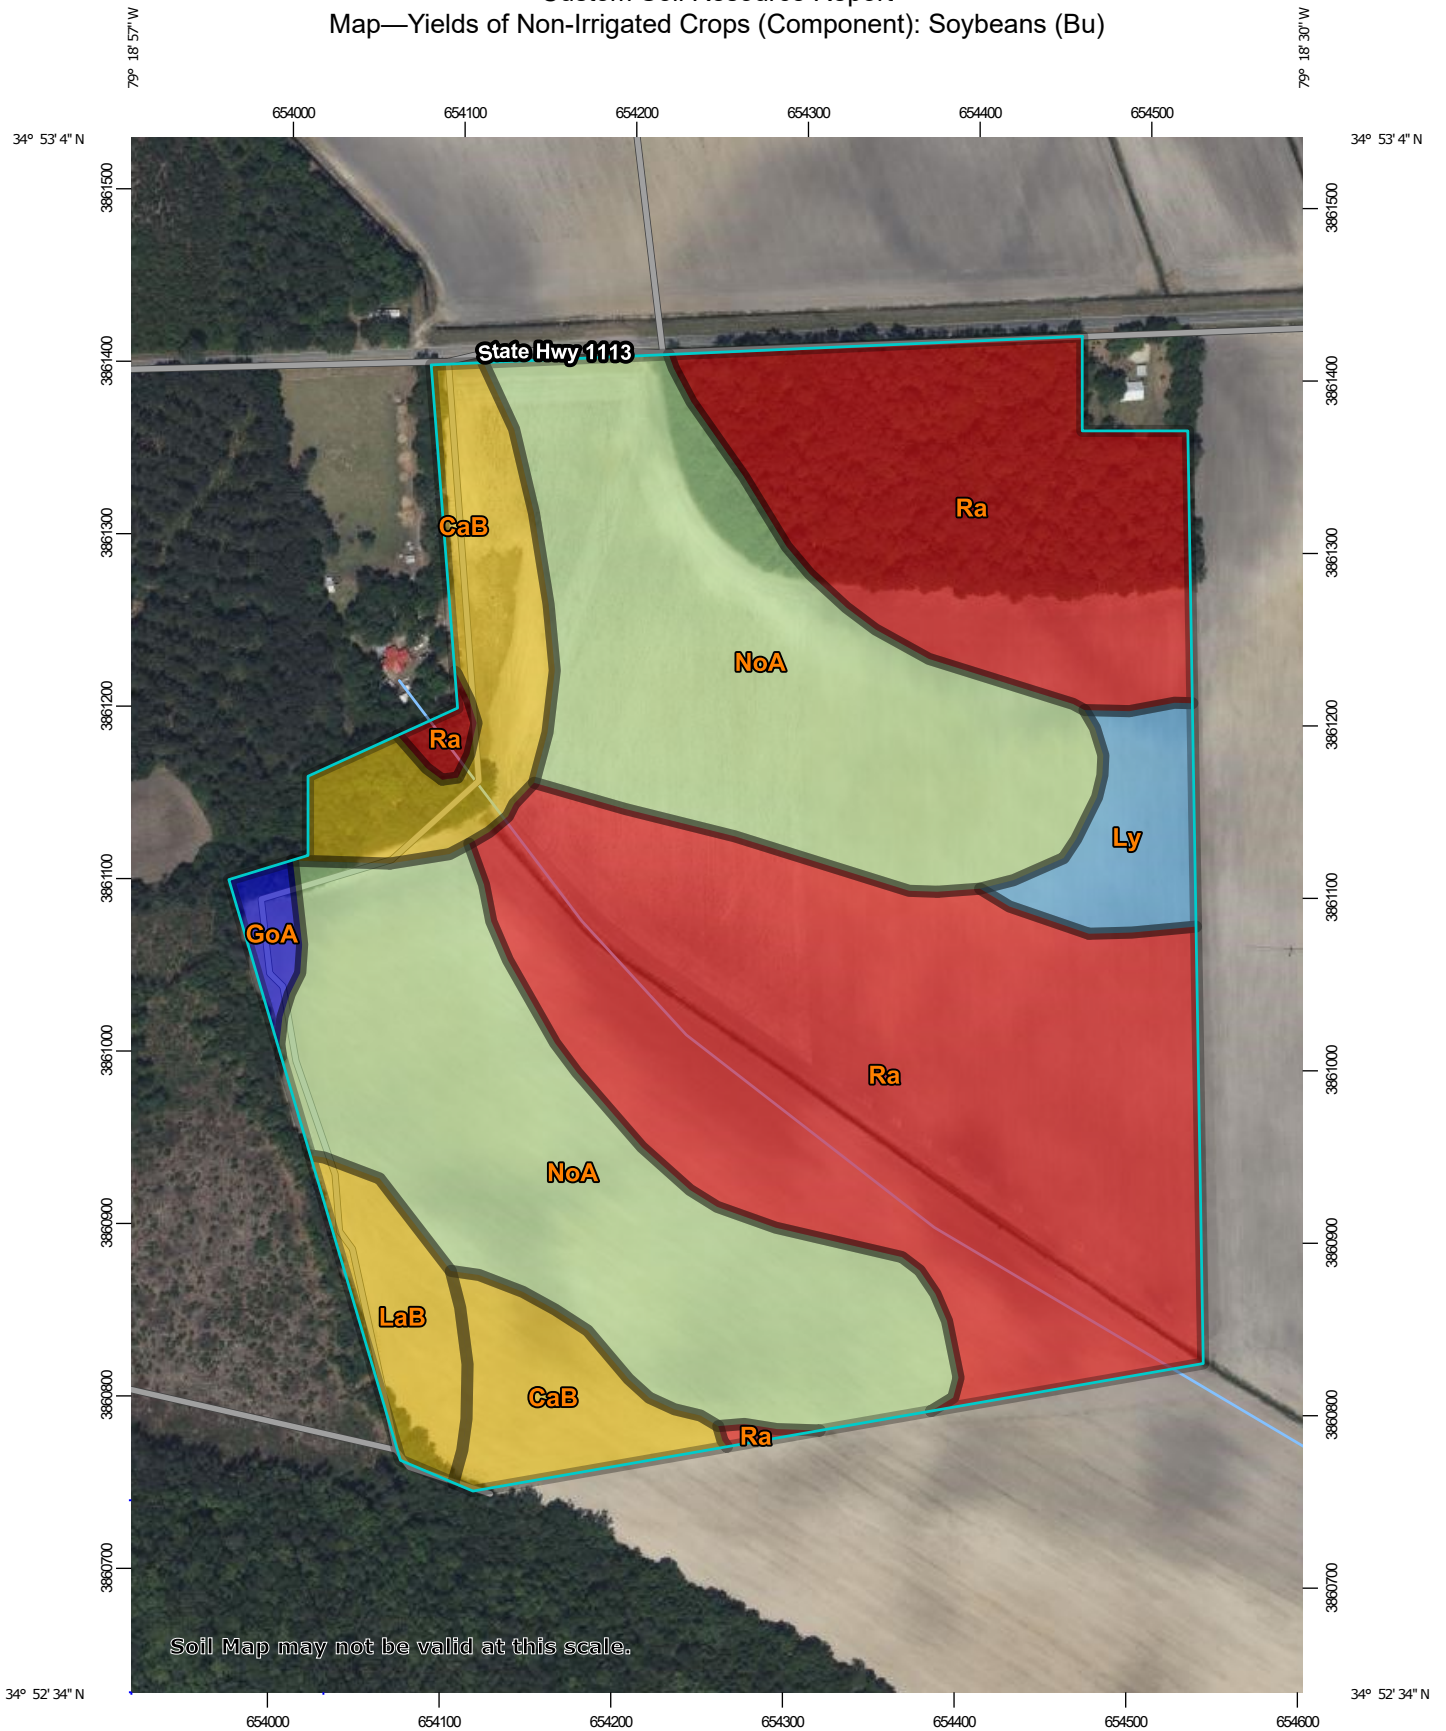 Custom Soil Resource Report
Map—Yields of Non-Irrigated Crops (Component): Soybeans (Bu)
79° 18' 57'' W
79° 18' 30'' W
654000 654100 654200 654300 654400 654500
34° 53' 4'' N
34° 53' 4'' N
3861500
3861500
State Hwy 1113
3861400
3861400
Ra
CaB
3861300
3861300
NoA
3861200
3861200
Ra
Ly
3861100
3861100
GoA
3861000
3861000
Ra
NoA
3860900
3860900
LaB
CaB
3860800
3860800
Ra
3860700
3860700
Soil Map may not be valid at this scale.
34° 52' 34'' N
34° 52' 34'' N
654000 654100 654200 654300 654400 654500 654600